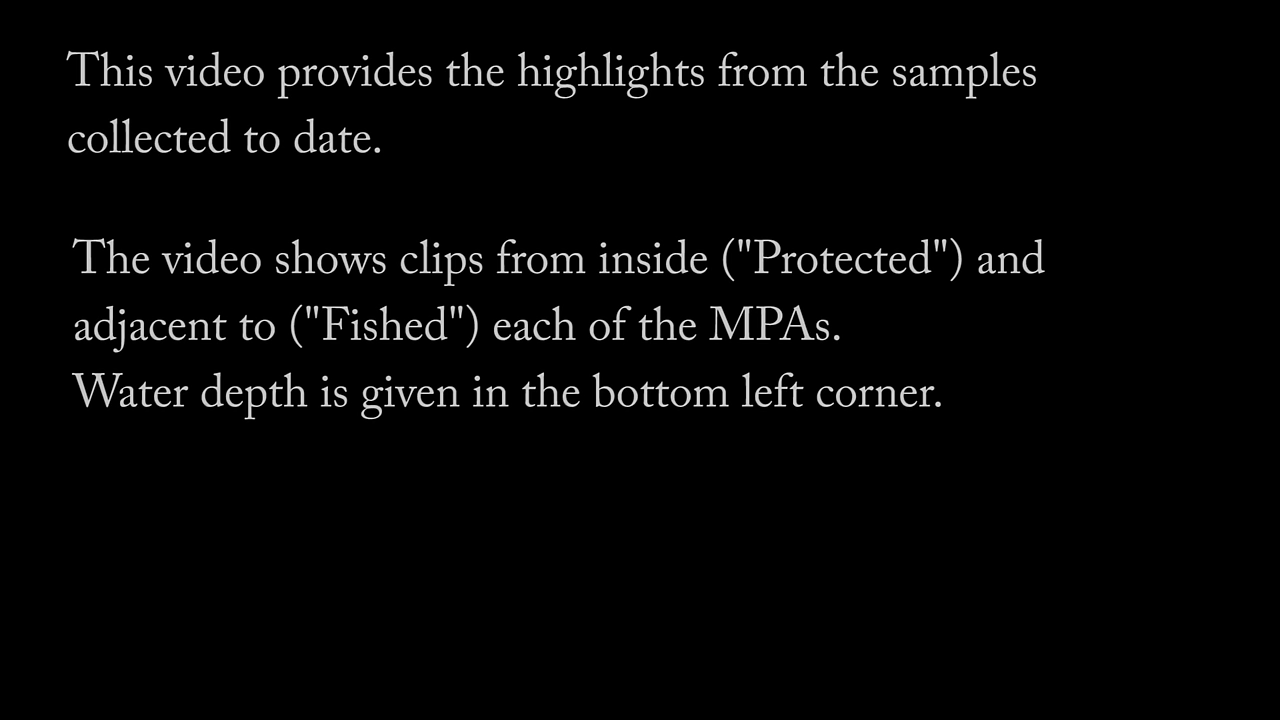 This video provides the highlights from the samples
collected to date.
The video shows clips from inside ("Protected") and
adjacent to ("Fished") each of the MPAs.
Water depth is given in the bottom left corner.